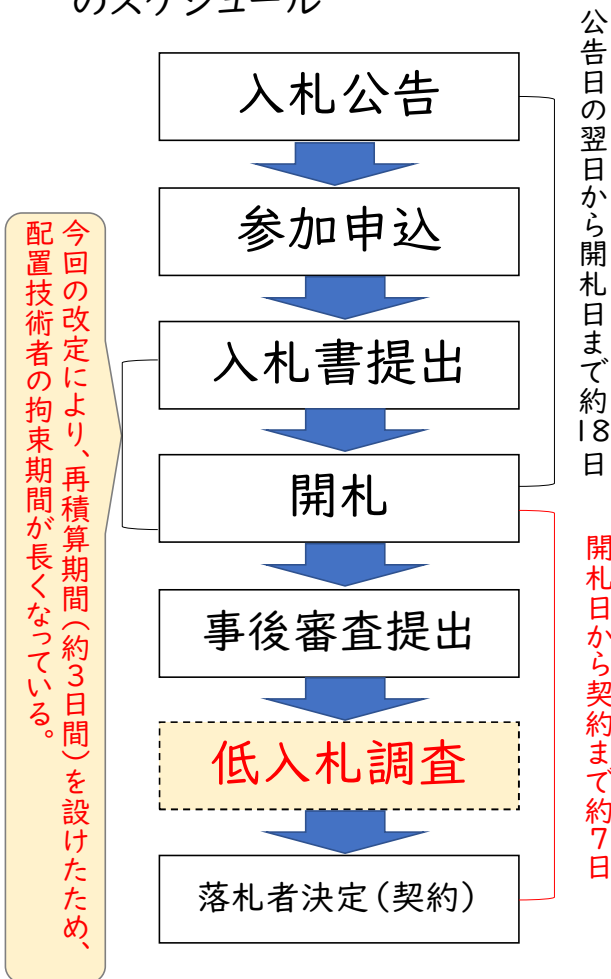 のスケジュール
入札公告
参加申込
入札書提出
開札
事後審査提出
低入札調査
落札者決定(契約)
公告日の翌日から開札日まで約18日
開札日から契約まで約7日
今回の改定により、再積算期間(約3日間)を設けたため、
配置技術者の拘束期間が長くなっている。